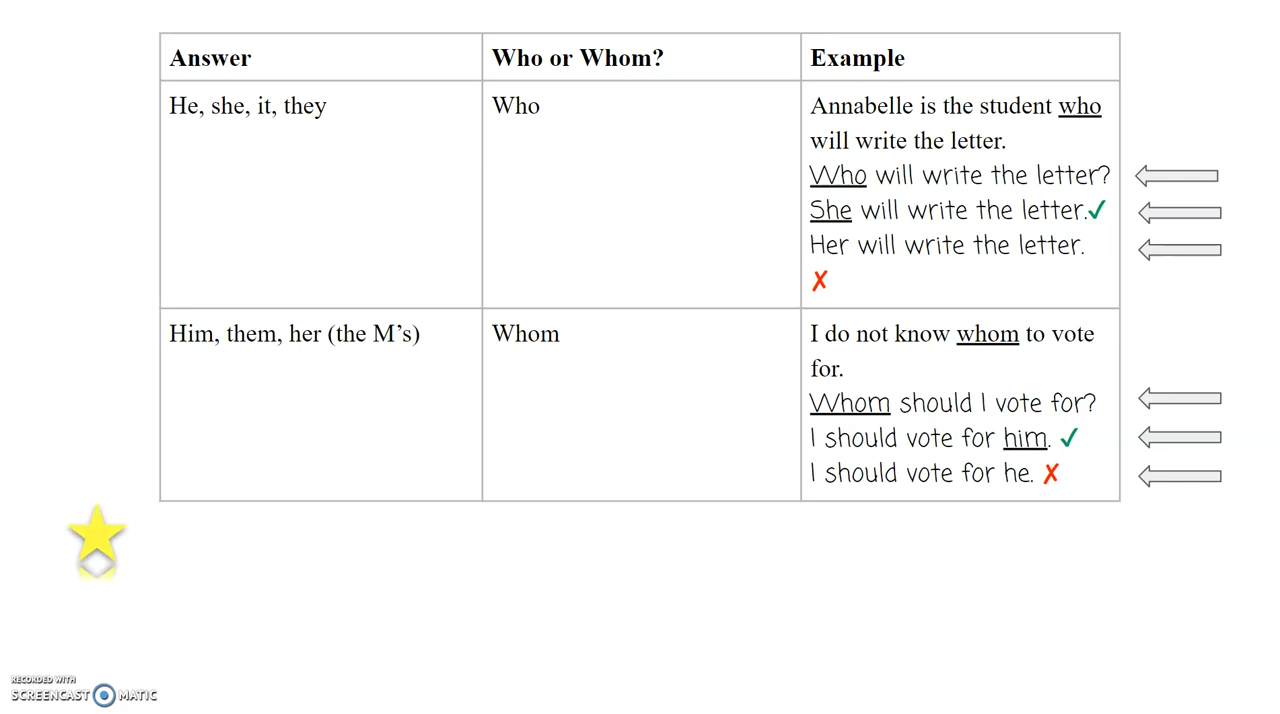 Answer
Who or Whom?
Example
He, she, it, they
Who
Annabelle is the student who
will write the letter.
Who will write the letter?
She will write the letter.✓
Her will write the letter.
✗
Him, them, her (the M’s)
Whom
I do not know whom to vote
for.
Whom should I vote for?
I should vote for him. ✓
I should vote for he. ✗
RECORDED WITH
SCREENCAST MATIC